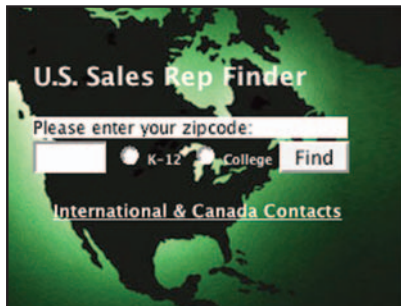 U.S. Sales Rep Finder
Please enter your zipcode:
K-12 College Find
International & Canada Contacts